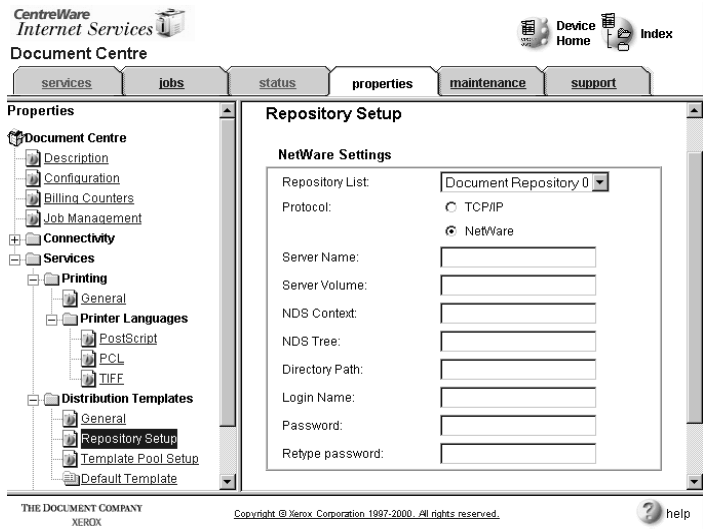 CentreWare
Internet Services
Document Centre
Device Home
Index
services
jobs
status
properties
maintenance
support
Properties
Document Centre
Description
Configuration
Billing Counters
Job Management
Connectivity
Services
Printing
General
Printer Languages
PostScript
PCL
TIFF
Distribution Templates
General
Repository Setup
Template Pool Setup
Default Template
Repository Setup
NetWare Settings
Repository List:
Document Repository 0
Protocol:
TCP/IP
NetWare
Server Name:
Server Volume:
NDS Context:
NDS Tree:
Directory Path:
Login Name:
Password:
Retype password:
THE DOCUMENT COMPANY
XEROX
Copyright @ Xerox Corporation 1997-2000. All rights reserved.
? help